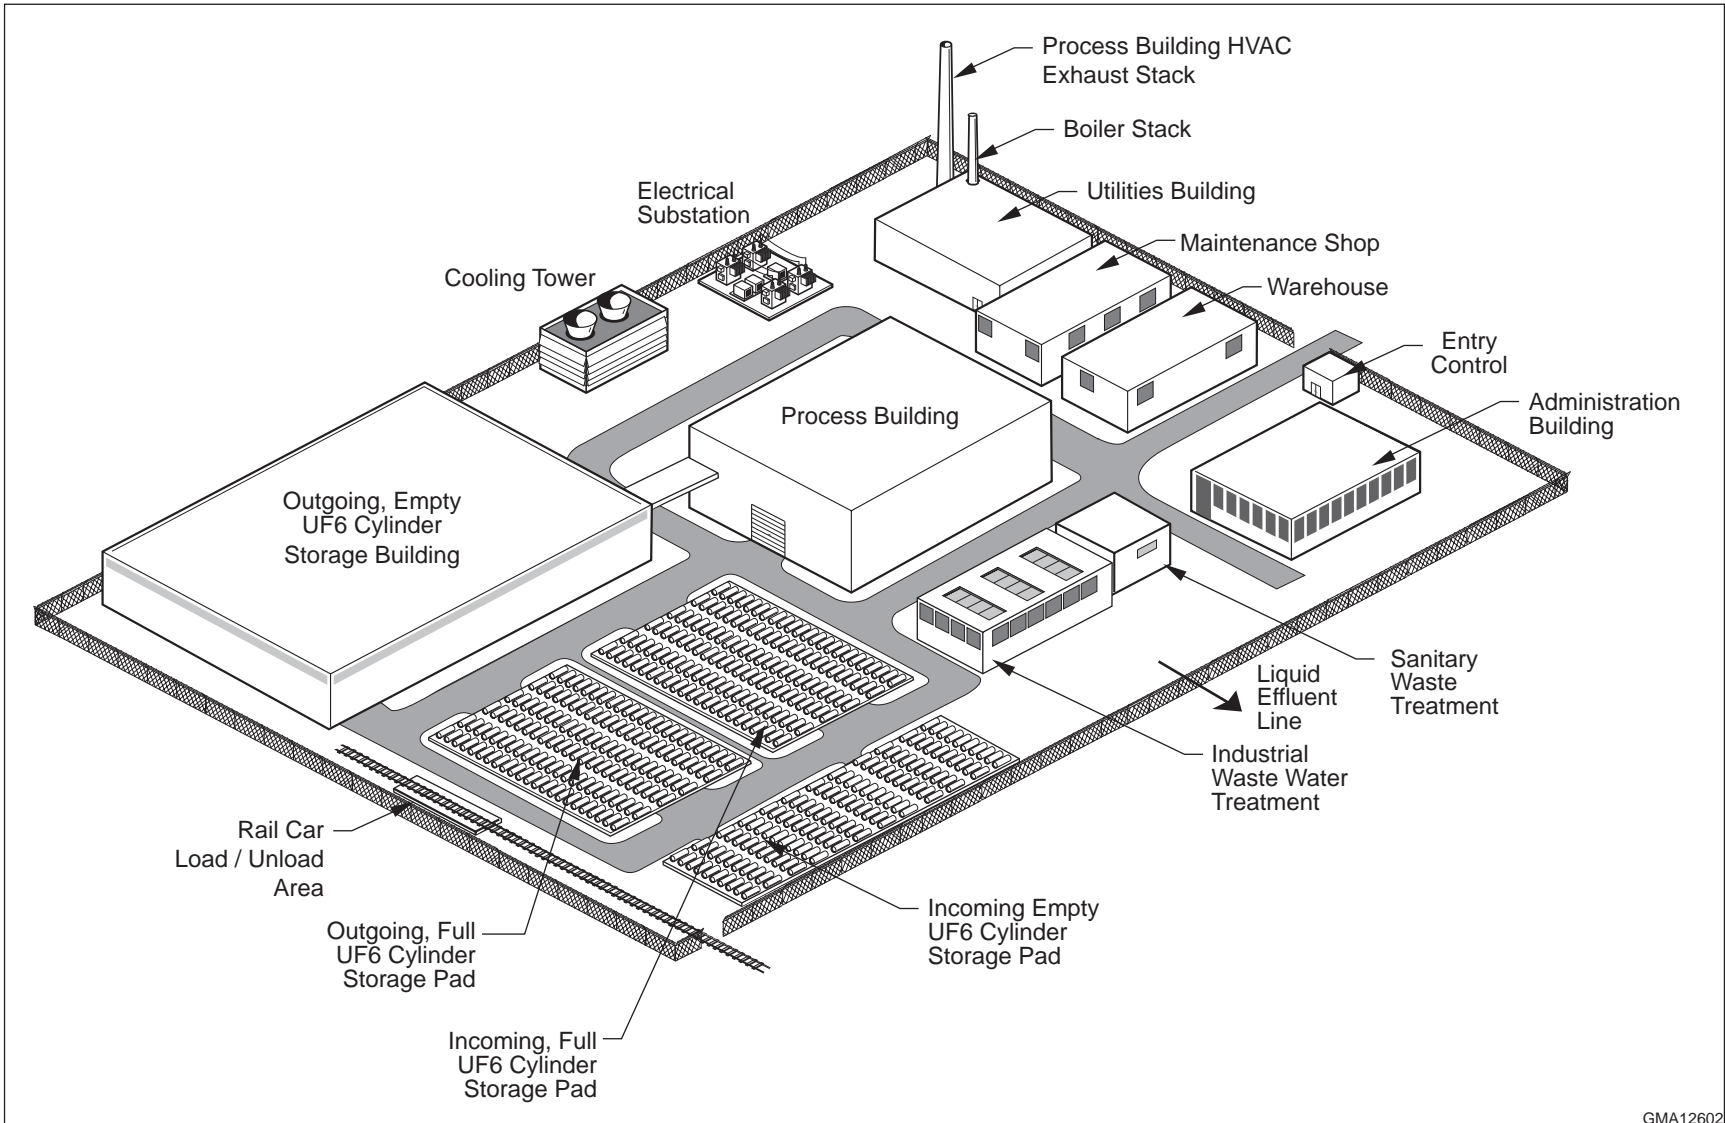 Process Building HVAC
Exhaust Stack
Boiler Stack
Electrical
Substation
Utilities Building
Maintenance Shop
Cooling Tower
Warehouse
Entry
Control
Process Building
Administration
Building
Outgoing, Empty
UF6 Cylinder
Storage Building
Sanitary
Waste
Treatment
Liquid
Effluent
Line
Industrial
Waste Water
Treatment
Rail Car
Load / Unload
Area
Incoming Empty
UF6 Cylinder
Storage Pad
Outgoing, Full
UF6 Cylinder
Storage Pad
Incoming, Full
UF6 Cylinder
Storage Pad
GMA12602